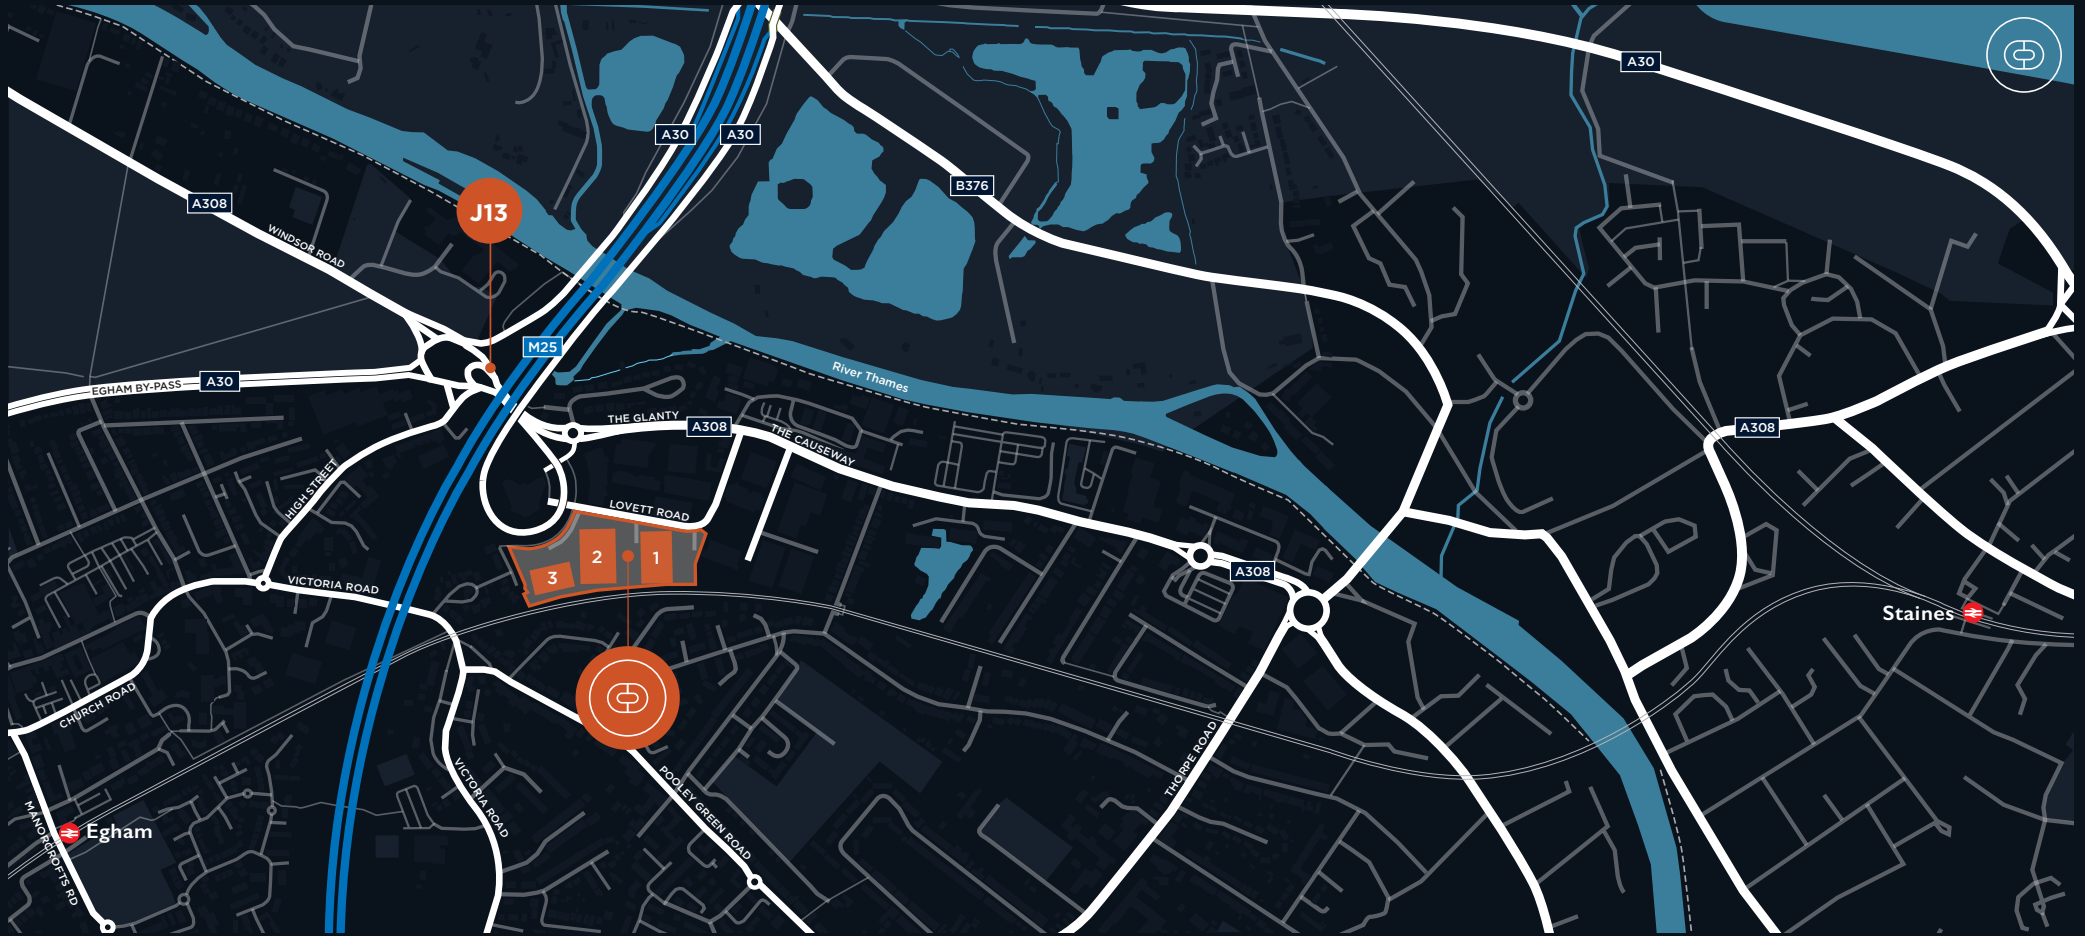 A30
A30
A30
B376
A308
J13
WINDSOR ROAD
M25
River Thames
EGHAM BY-PASS
A30
THE GLANTY
A308
THE CAUSEWAY
A308
HIGH STREET
LOVETT ROAD
2
1
3
A308
VICTORIA ROAD
Staines
CHURCH ROAD
THORPE ROAD
VICTORIA ROAD
POOLEY GREEN ROAD
MANORCROFTS RD
Egham